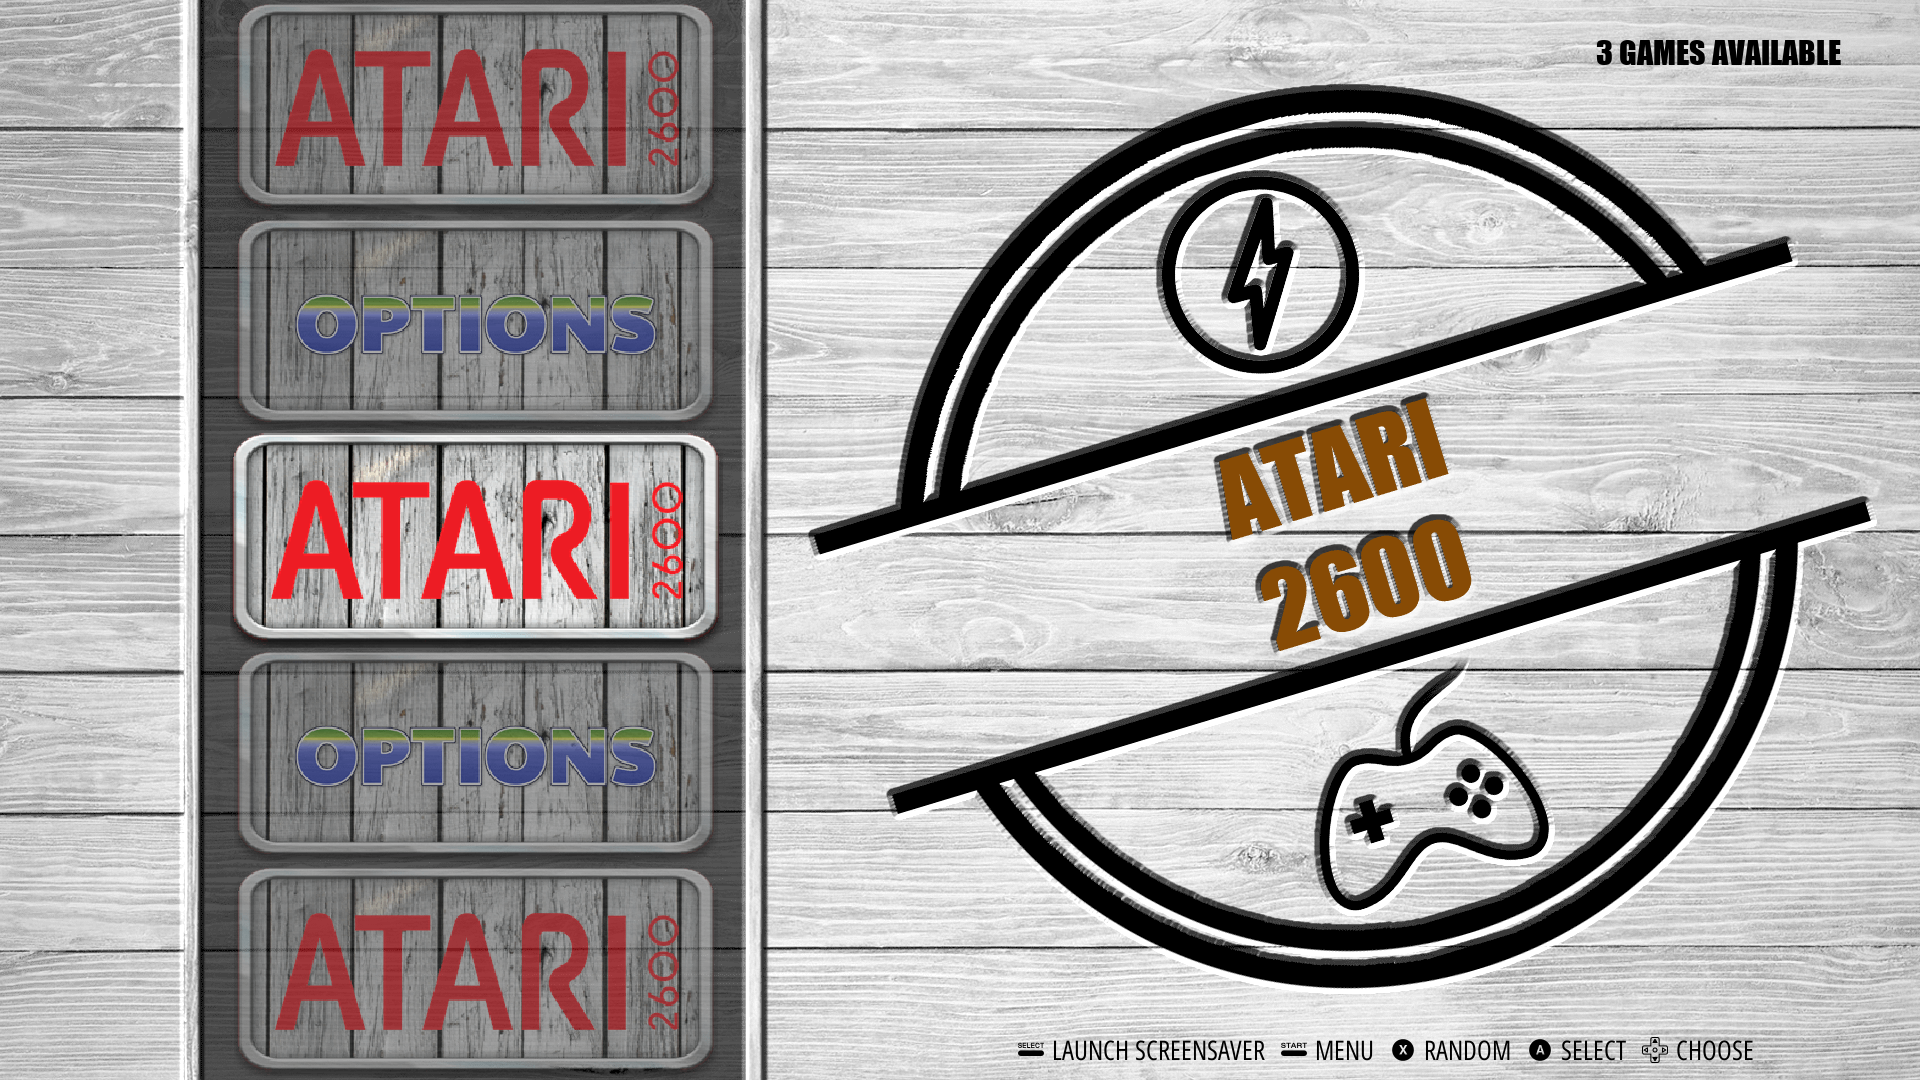 3 GAMES AVAILABLE
ATARI 2600
OPTIONS
ATARI 2600
OPTIONS
ATARI 2600
ATARI
2600
SELECT LAUNCH SCREENSAVER START MENU X RANDOM A SELECT CHOOSE